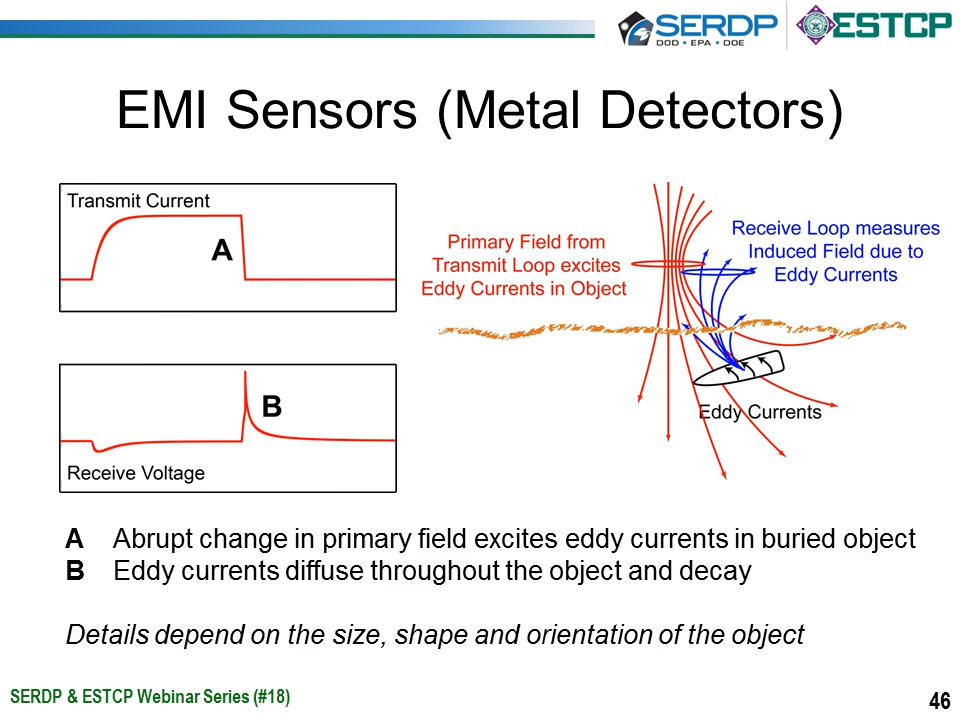 SERDP
DOD • EPA • DOE
ESTCP
EMI Sensors (Metal Detectors)
Transmit Current
A
Primary Field from
Transmit Loop excites
Eddy Currents in Object
Receive Loop measures
Induced Field due to
Eddy Currents
B
Receive Voltage
Eddy Currents
A Abrupt change in primary field excites eddy currents in buried object
B Eddy currents diffuse throughout the object and decay
Details depend on the size, shape and orientation of the object
SERDP & ESTCP Webinar Series (#18)
46